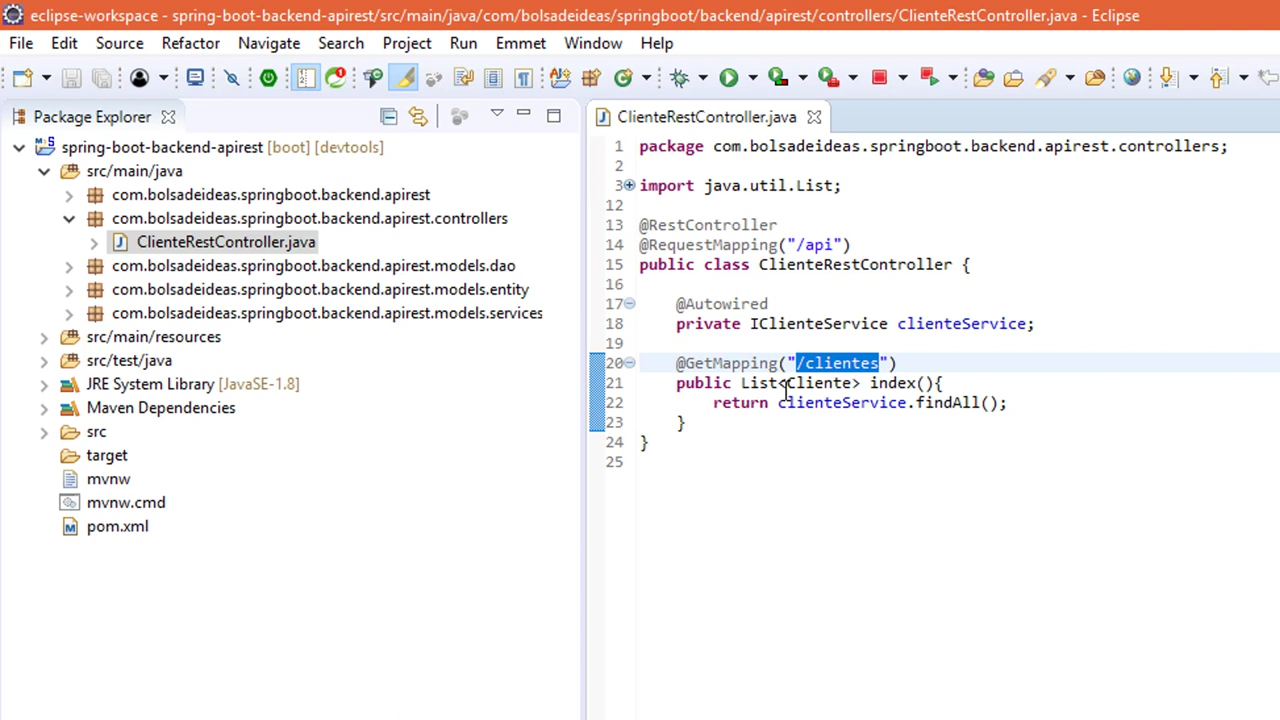 eclipse-workspace - spring-boot-backend-apirest/src/main/java/com/bolsadeideas/springboot/backend/apirest/controllers/ClienteRestController.java - Eclipse
File Edit Source Refactor Navigate Search Project Run Emmet Window Help
Package Explorer
spring-boot-backend-apirest [boot] [devtools]
src/main/java
com.bolsadeideas.springboot.backend.apirest
com.bolsadeideas.springboot.backend.apirest.controllers
ClienteRestController.java
com.bolsadeideas.springboot.backend.apirest.models.dao
com.bolsadeideas.springboot.backend.apirest.models.entity
com.bolsadeideas.springboot.backend.apirest.models.services
src/main/resources
src/test/java
JRE System Library [JavaSE-1.8]
Maven Dependencies
src
target
mvnw
mvnw.cmd
pom.xml
ClienteRestController.java
1 package com.bolsadeideas.springboot.backend.apirest.controllers;
2
3 import java.util.List;
12
13 @RestController
14 @RequestMapping("/api")
15 public class ClienteRestController {
16
17 @Autowired
18 private IClienteService clienteService;
19
20 @GetMapping("/clientes")
21 public List<Cliente> index(){
22 return clienteService.findAll();
23 }
24 }
25